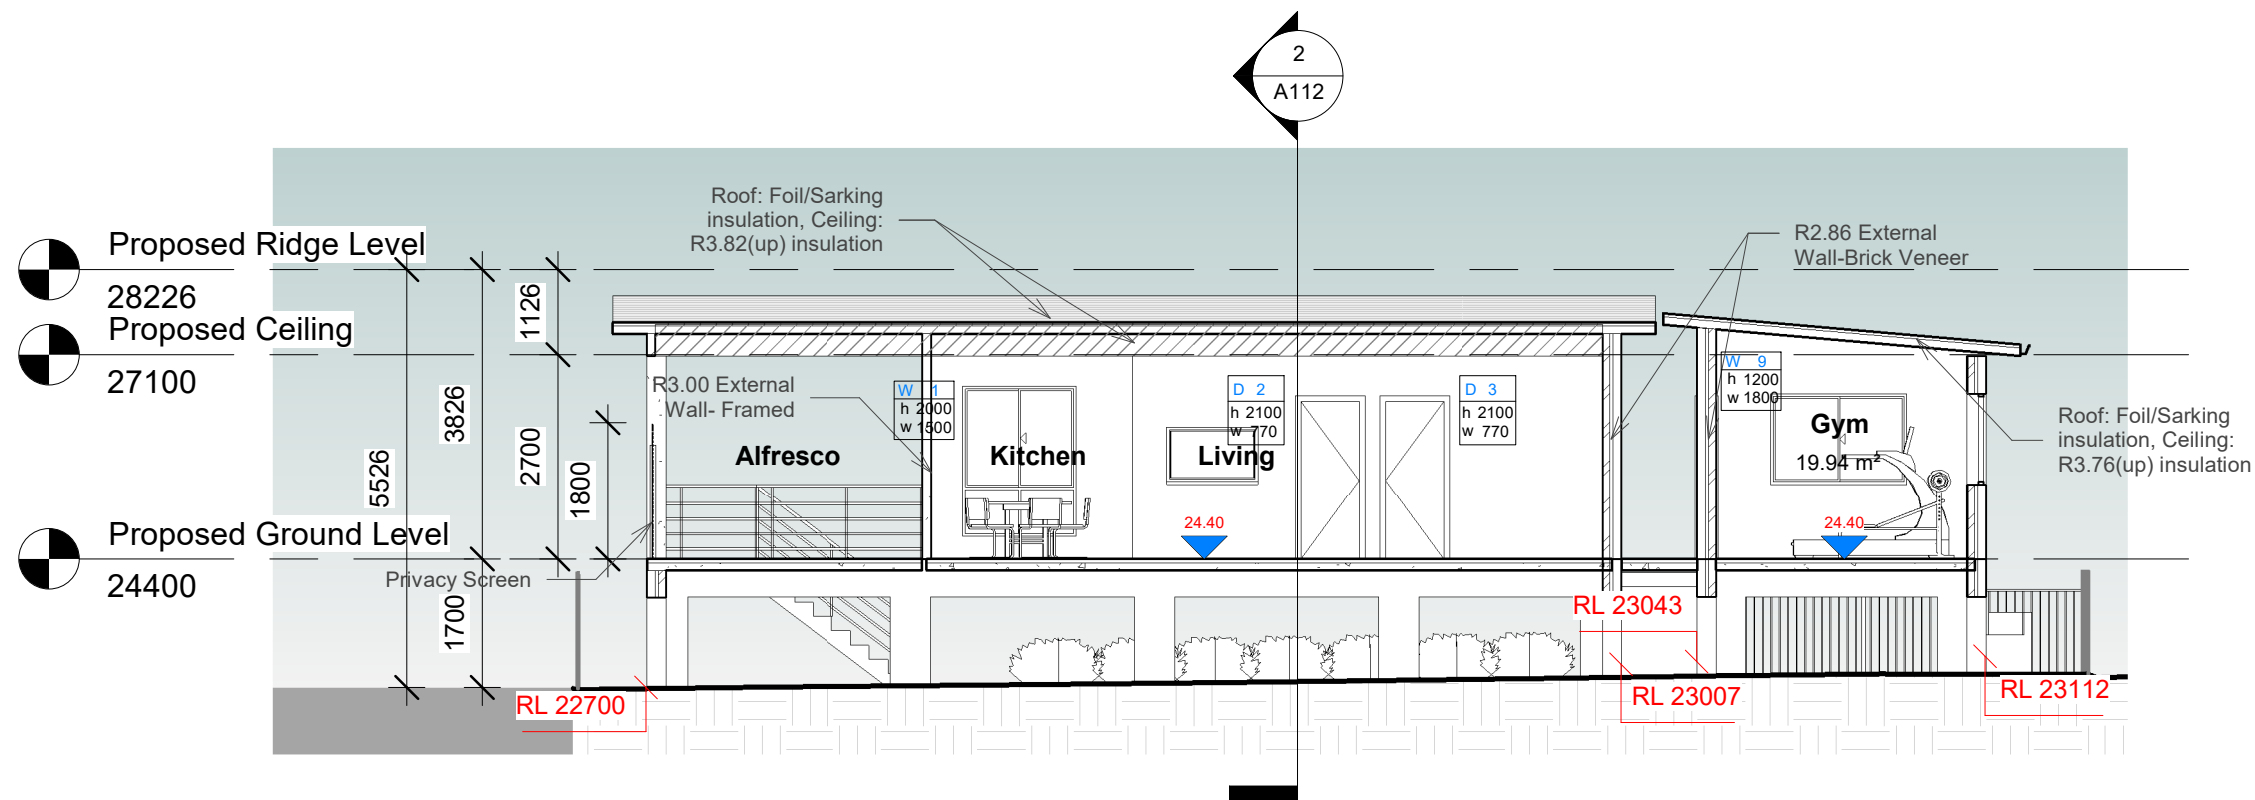 2
A112
Roof: Foil/Sarking
insulation, Ceiling:
R3.82(up) insulation
R2.86 External
Wall-Brick Veneer
Proposed Ridge Level
28226
Proposed Ceiling
27100
1126
3826
2700
5526
1800
1700
R3.00 External
Wall- Framed
W 1
h 2000
w 1500
D 2
h 2100
w 770
D 3
h 2100
w 770
W 9
h 1200
w 1800
Alfresco
Kitchen
Living
Gym
19.94 m²
Roof: Foil/Sarking
insulation, Ceiling:
R3.76(up) insulation
24.40
24.40
Proposed Ground Level
24400
Privacy Screen
RL 23043
RL 22700
RL 23007
RL 23112